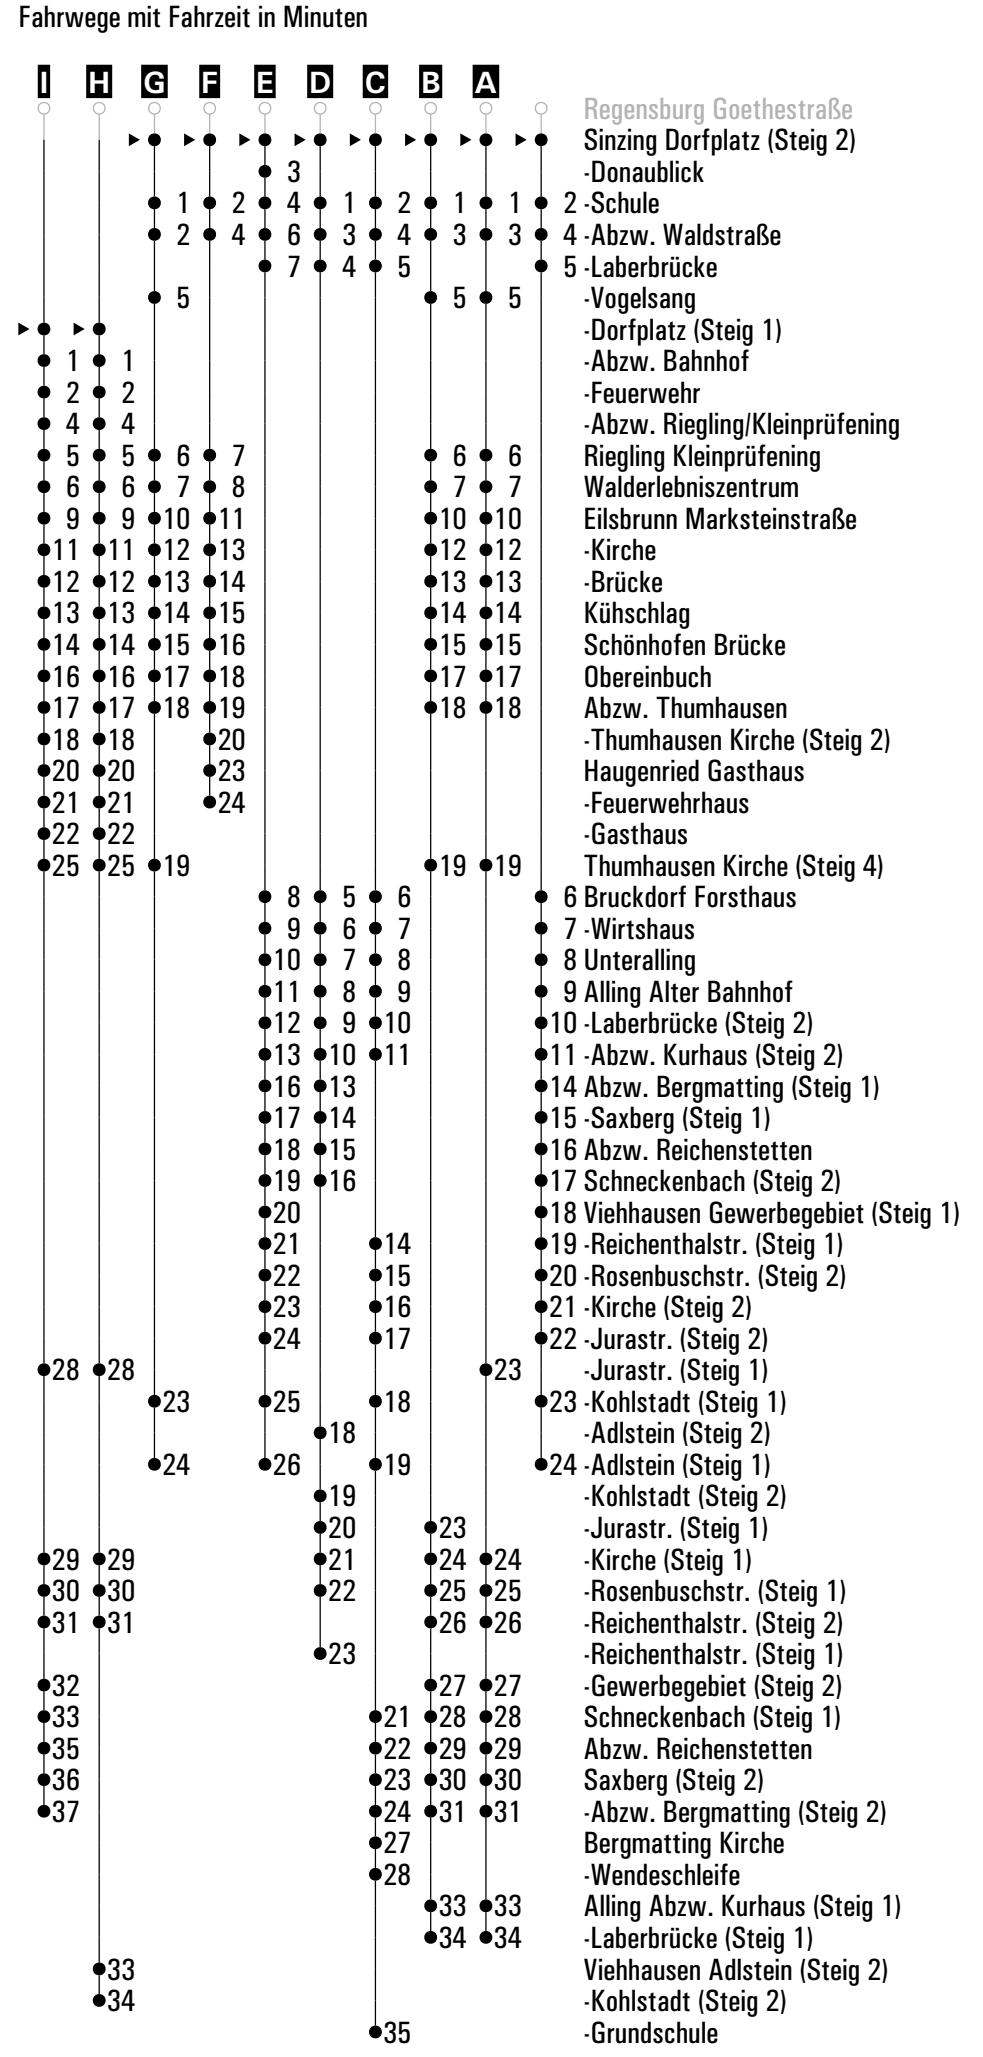 Fahrwege mit Fahrzeit in Minuten
I H G F E D C B A
Regensburg Goethestraße
Sinzing Dorfplatz (Steig 2)
3 -Donaublick
1 2 4 1 2 1 1 2 -Schule
2 4 6 3 4 3 3 4 -Abzw. Waldstraße
7 4 5 5 -Laberbrücke
5 5 5 -Vogelsang
-Dorfplatz (Steig 1)
1 1 -Abzw. Bahnhof
2 2 -Feuerwehr
4 4 -Abzw. Riegling/Kleinprüfening
5 5 6 7 6 6 Riegling Kleinprüfening
6 6 7 8 7 7 Walderlebniszentrum
9 9 10 11 10 10 Eilsbrunn Marksteinstraße
11 11 12 13 12 12 -Kirche
12 12 13 14 13 13 -Brücke
13 13 14 15 14 14 Kühschlag
14 14 15 16 15 15 Schönhofen Brücke
16 16 17 18 17 17 Obereinbuch
17 17 18 19 18 18 Abzw. Thumhausen
18 18 20 -Thumhausen Kirche (Steig 2)
20 20 23 Haugenried Gasthaus
21 21 24 -Feuerwehrhaus
22 22 -Gasthaus
25 25 19 19 19 Thumhausen Kirche (Steig 4)
8 5 6 6 Bruckdorf Forsthaus
9 6 7 7 -Wirtshaus
10 7 8 8 Unteralling
11 8 9 9 Alling Alter Bahnhof
12 9 10 10 -Laberbrücke (Steig 2)
13 10 11 11 -Abzw. Kurhaus (Steig 2)
16 13 14 Abzw. Bergmatting (Steig 1)
17 14 15 -Saxberg (Steig 1)
18 15 16 Abzw. Reichenstetten
19 16 17 Schneckenbach (Steig 2)
20 18 Viehhausen Gewerbegebiet (Steig 1)
21 14 19 -Reichenthalstr. (Steig 1)
22 15 20 -Rosenbuschstr. (Steig 2)
23 16 21 -Kirche (Steig 2)
24 17 22 -Jurastr. (Steig 2)
28 28 23 -Jurastr. (Steig 1)
23 25 18 23 -Kohlstadt (Steig 1)
18 -Adlstein (Steig 2)
24 26 19 24 -Adlstein (Steig 1)
19 -Kohlstadt (Steig 2)
20 23 -Jurastr. (Steig 1)
29 29 21 24 24 -Kirche (Steig 1)
30 30 22 25 25 -Rosenbuschstr. (Steig 1)
31 31 26 26 -Reichenthalstr. (Steig 2)
23 -Reichenthalstr. (Steig 1)
32 27 27 -Gewerbegebiet (Steig 2)
33 21 28 28 Schneckenbach (Steig 1)
35 22 29 29 Abzw. Reichenstetten
36 23 30 30 Saxberg (Steig 2)
37 24 31 31 -Abzw. Bergmatting (Steig 2)
27 Bergmatting Kirche
28 -Wendeschleife
33 33 Alling Abzw. Kurhaus (Steig 1)
34 34 -Laberbrücke (Steig 1)
33 Viehhausen Adlstein (Steig 2)
34 -Kohlstadt (Steig 2)
35 -Grundschule